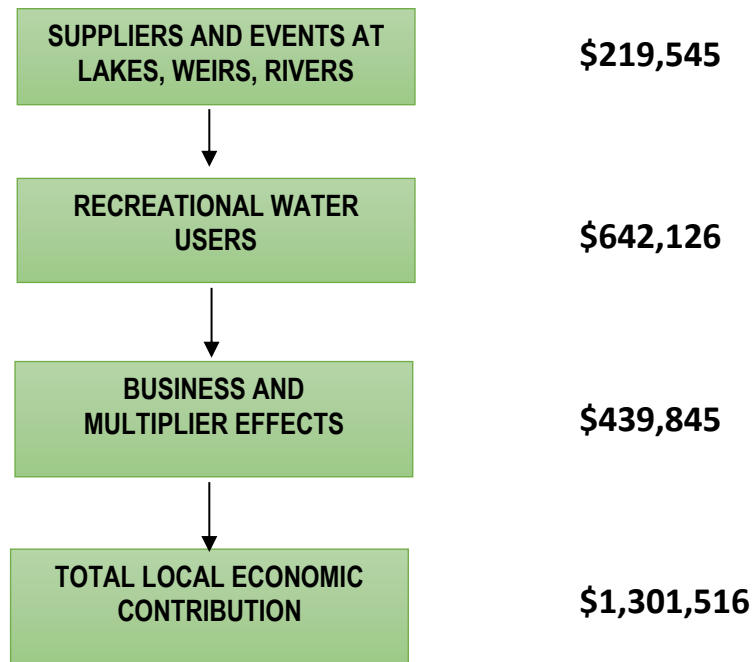 SUPPLIERS AND EVENTS AT
LAKES, WEIRS, RIVERS
$219,545
RECREATIONAL WATER
USERS
$642,126
BUSINESS AND
MULTIPLIER EFFECTS
$439,845
TOTAL LOCAL ECONOMIC
CONTRIBUTION
$1,301,516